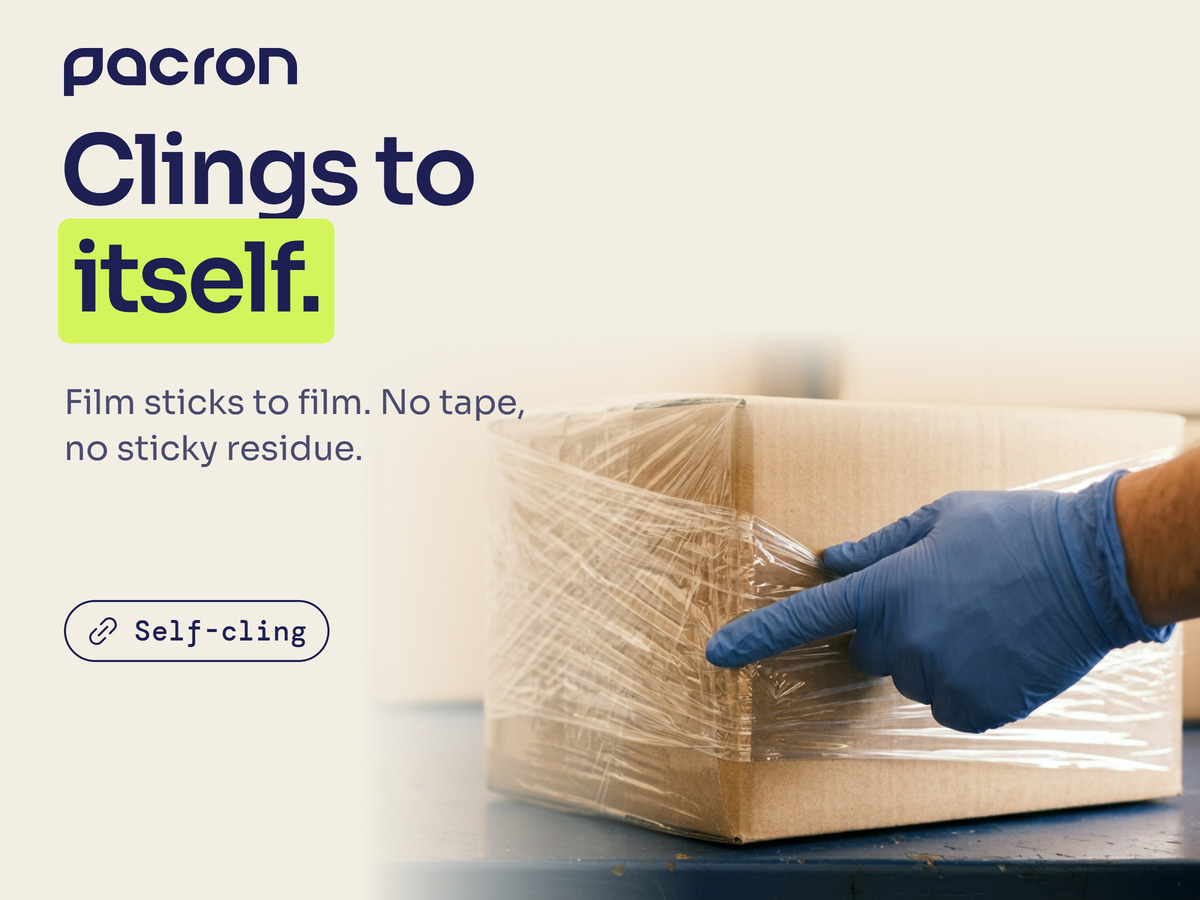 pacron
Clings to
itself.
Film sticks to film. No tape,
no sticky residue.
Self-cling